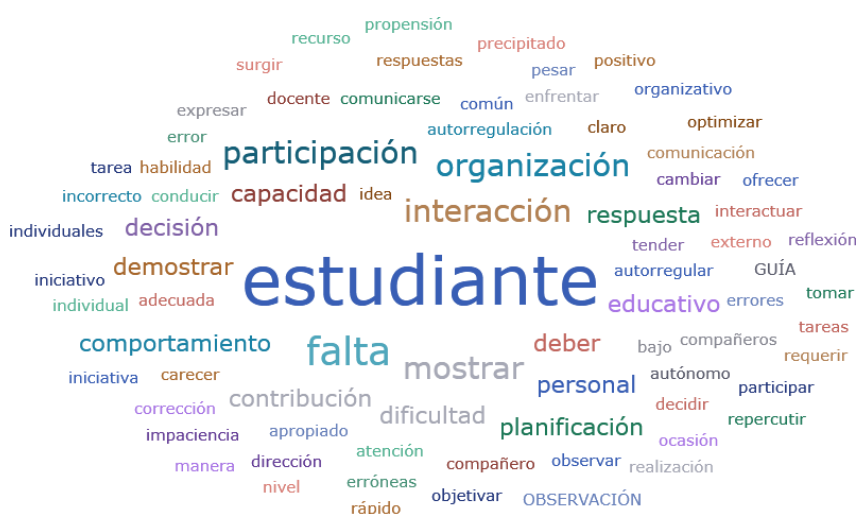 propensión
recurso
precipitado
surgir
respuestas
pesar
positivo
expresar
docente
comunicarse
común
enfrentar
organizativo
error
autorregulación
claro
optimizar
tarea
habilidad
participación
organización
comunicación
incorrecto
conducir
capacidad
idea
interacción
cambiar
ofrecer
individuales
decisión
respuesta
interactuar
iniciativo
demostrar
estudiante
tender
externo
reflexión
individual
adecuada
autorregular
GUÍA
educativo
errores
tomar
comportamiento
falta
mostrar
deber
bajo
compañeros
tareas
requerir
iniciativa
carecer
personal
autónomo
participar
corrección
contribución
dificultad
decidir
repercutir
impaciencia
apropiado
planificación
ocasión
manera
dirección
atención
compañero
observar
realización
nivel
erróneas
objetivar
OBSERVACIÓN
rápido